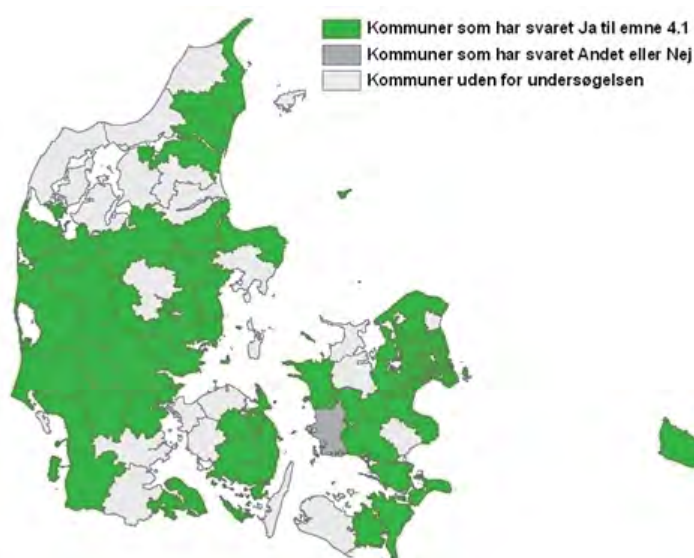 Kommuner som har svaret Ja til emne 4.1
Kommuner som har svaret Andet eller Nej
Kommuner uden for undersøgelsen